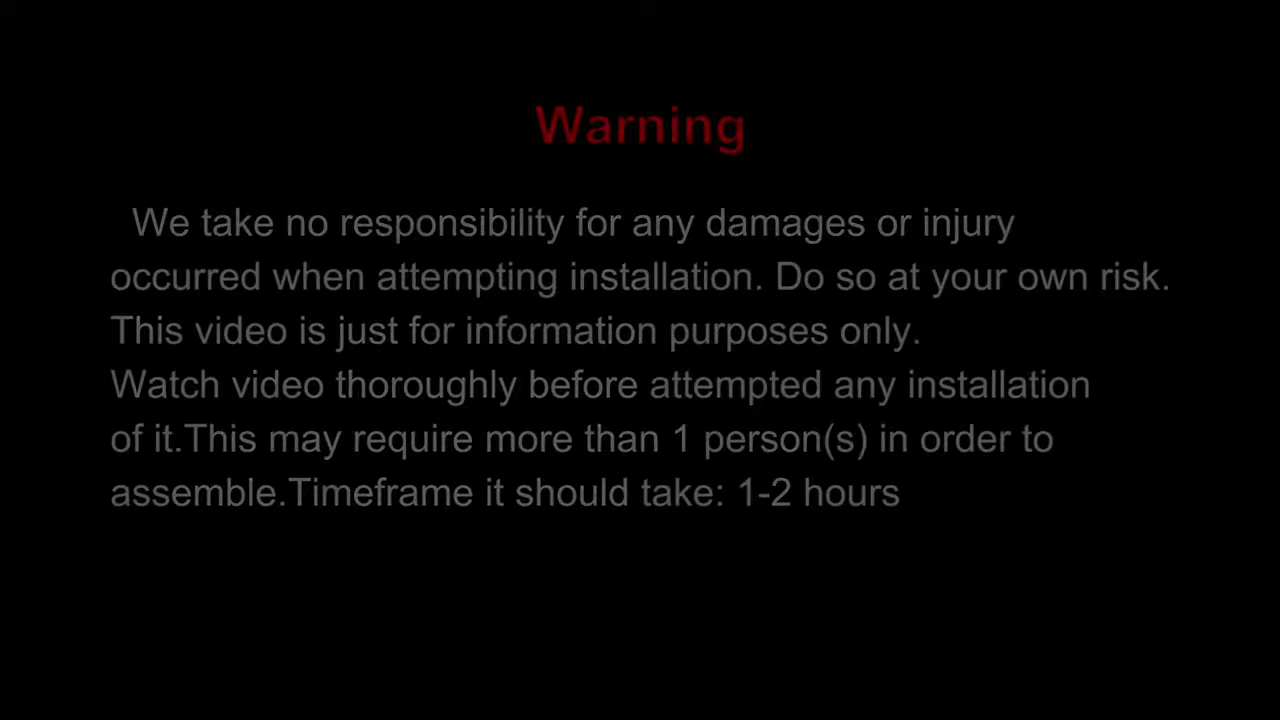 Warning
We take no responsibility for any damages or injury
occurred when attempting installation. Do so at your own risk.
This video is just for information purposes only.
Watch video thoroughly before attempted any installation
of it.This may require more than 1 person(s) in order to
assemble.Timeframe it should take: 1-2 hours